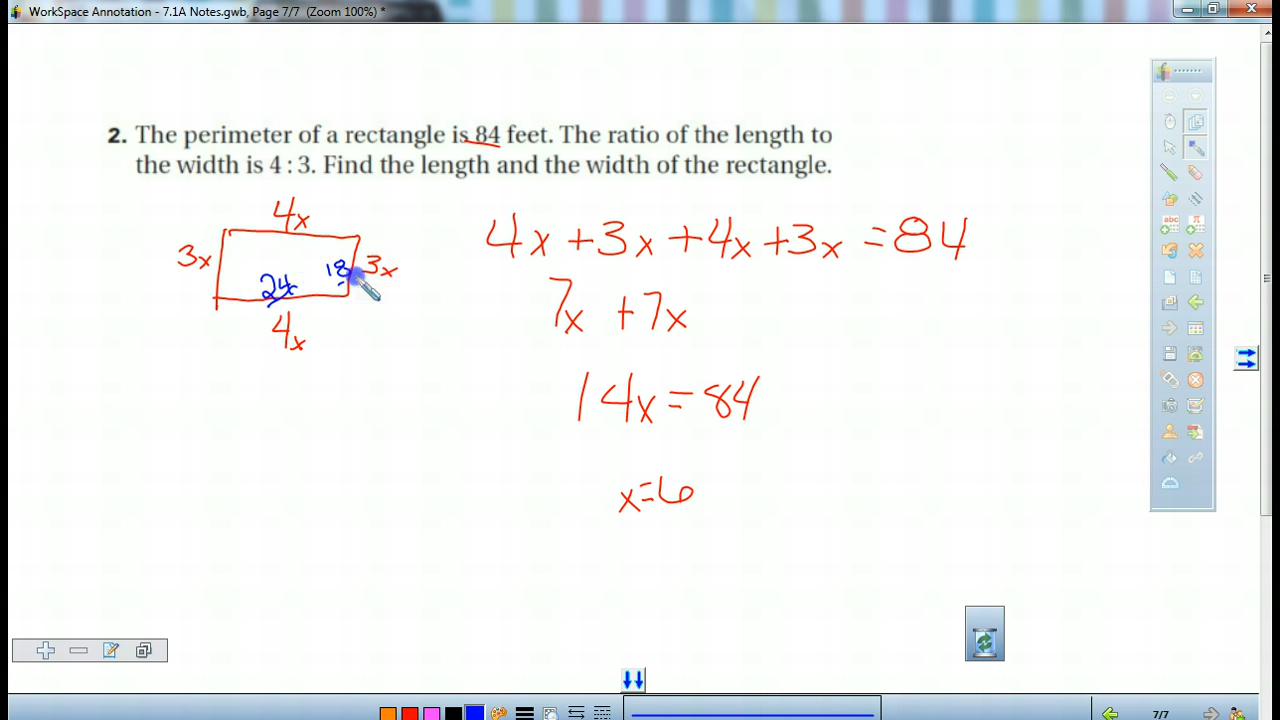 WorkSpace Annotation - 7.1A Notes.gwb, Page 7/7 (Zoom 100%) *
2. The perimeter of a rectangle is 84 feet. The ratio of the length to
the width is 4 : 3. Find the length and the width of the rectangle.
4x
3x
18
3x
24
4x
4x + 3x + 4x + 3x = 84
7x + 7x
14x = 84
x = 6
abc
π
7/7